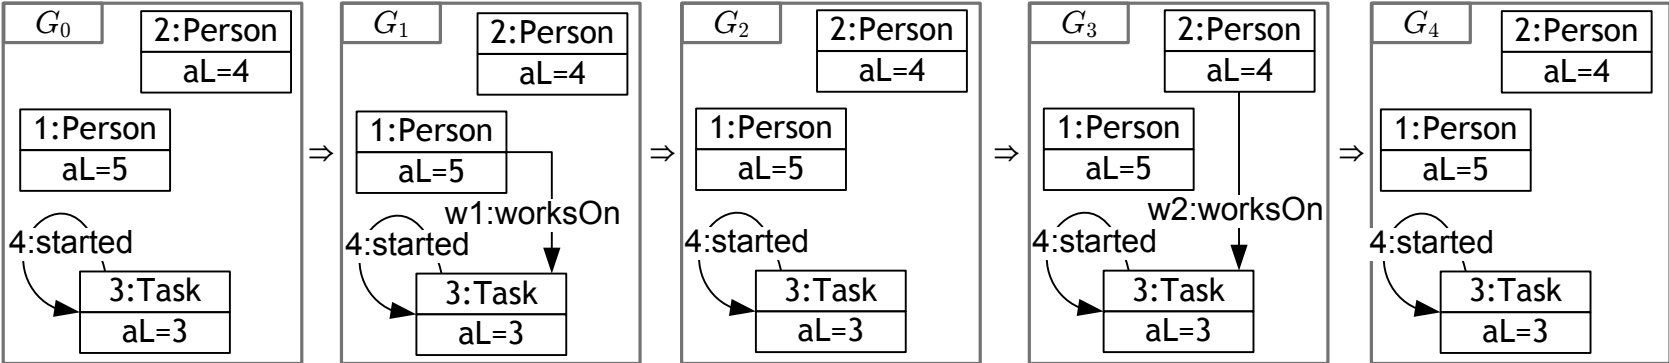 G0
2:Person
aL=4
1:Person
aL=5
4:started
3:Task
aL=3
⇒
G1
2:Person
aL=4
1:Person
aL=5
w1:worksOn
4:started
3:Task
aL=3
⇒
G2
2:Person
aL=4
1:Person
aL=5
4:started
3:Task
aL=3
⇒
G3
2:Person
aL=4
1:Person
aL=5
w2:worksOn
4:started
3:Task
aL=3
⇒
G4
2:Person
aL=4
1:Person
aL=5
4:started
3:Task
aL=3